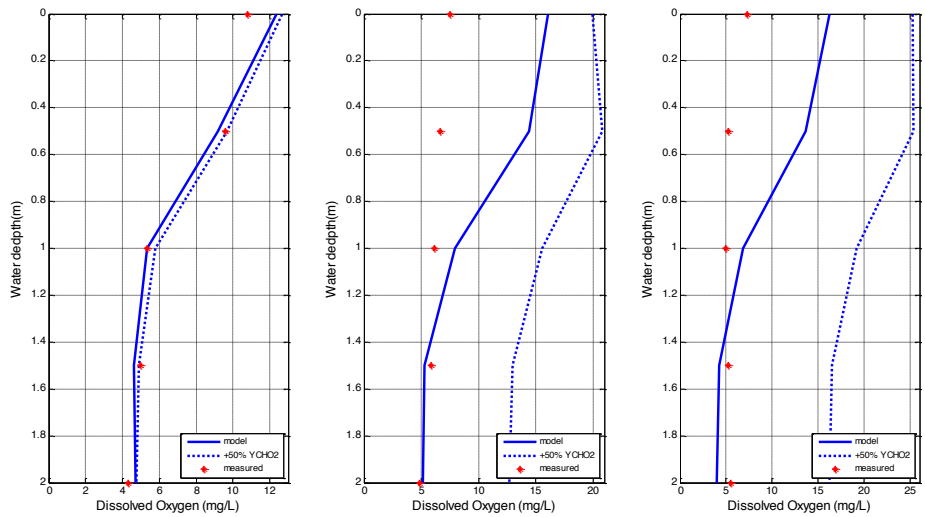 0
0.2
0.4
0.6
0.8
1
1.2
1.4
1.6
1.8
2
Water dedpth(m)
0 2 4 6 8 10 12
Dissolved Oxygen (mg/L)
model
+50% YCHO2
measured
0
0.2
0.4
0.6
0.8
1
1.2
1.4
1.6
1.8
2
Water dedpth(m)
0 5 10 15 20
Dissolved Oxygen (mg/L)
model
+50% YCHO2
measured
0
0.2
0.4
0.6
0.8
1
1.2
1.4
1.6
1.8
2
Water dedpth(m)
0 5 10 15 20 25
Dissolved Oxygen (mg/L)
model
+50% YCHO2
measured